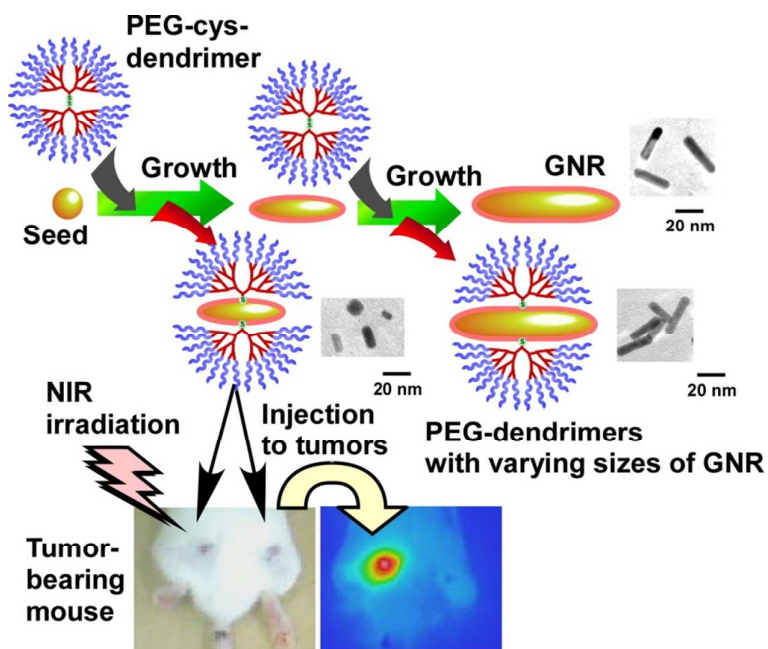 PEG-cys-
dendrimer
Growth
Growth
GNR
Seed
20 nm
S
S
S
S
S
S
S
S
20 nm
20 nm
NIR
irradiation
Injection
to tumors
PEG-dendrimers
with varying sizes of GNR
Tumor-
bearing
mouse